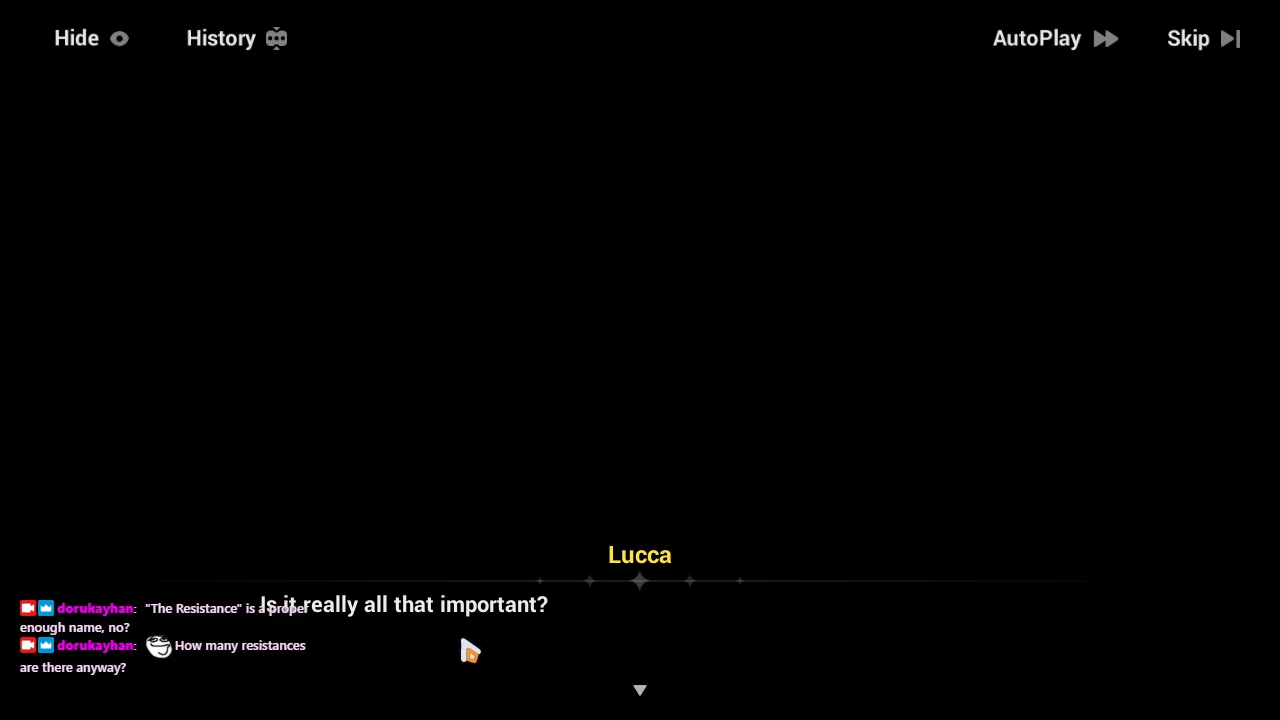 Hide
History
AutoPlay
Skip
Lucca
Is it really all that important?
dorukayhan: "The Resistance" is a proper
enough name, no?
dorukayhan: How many resistances
are there anyway?